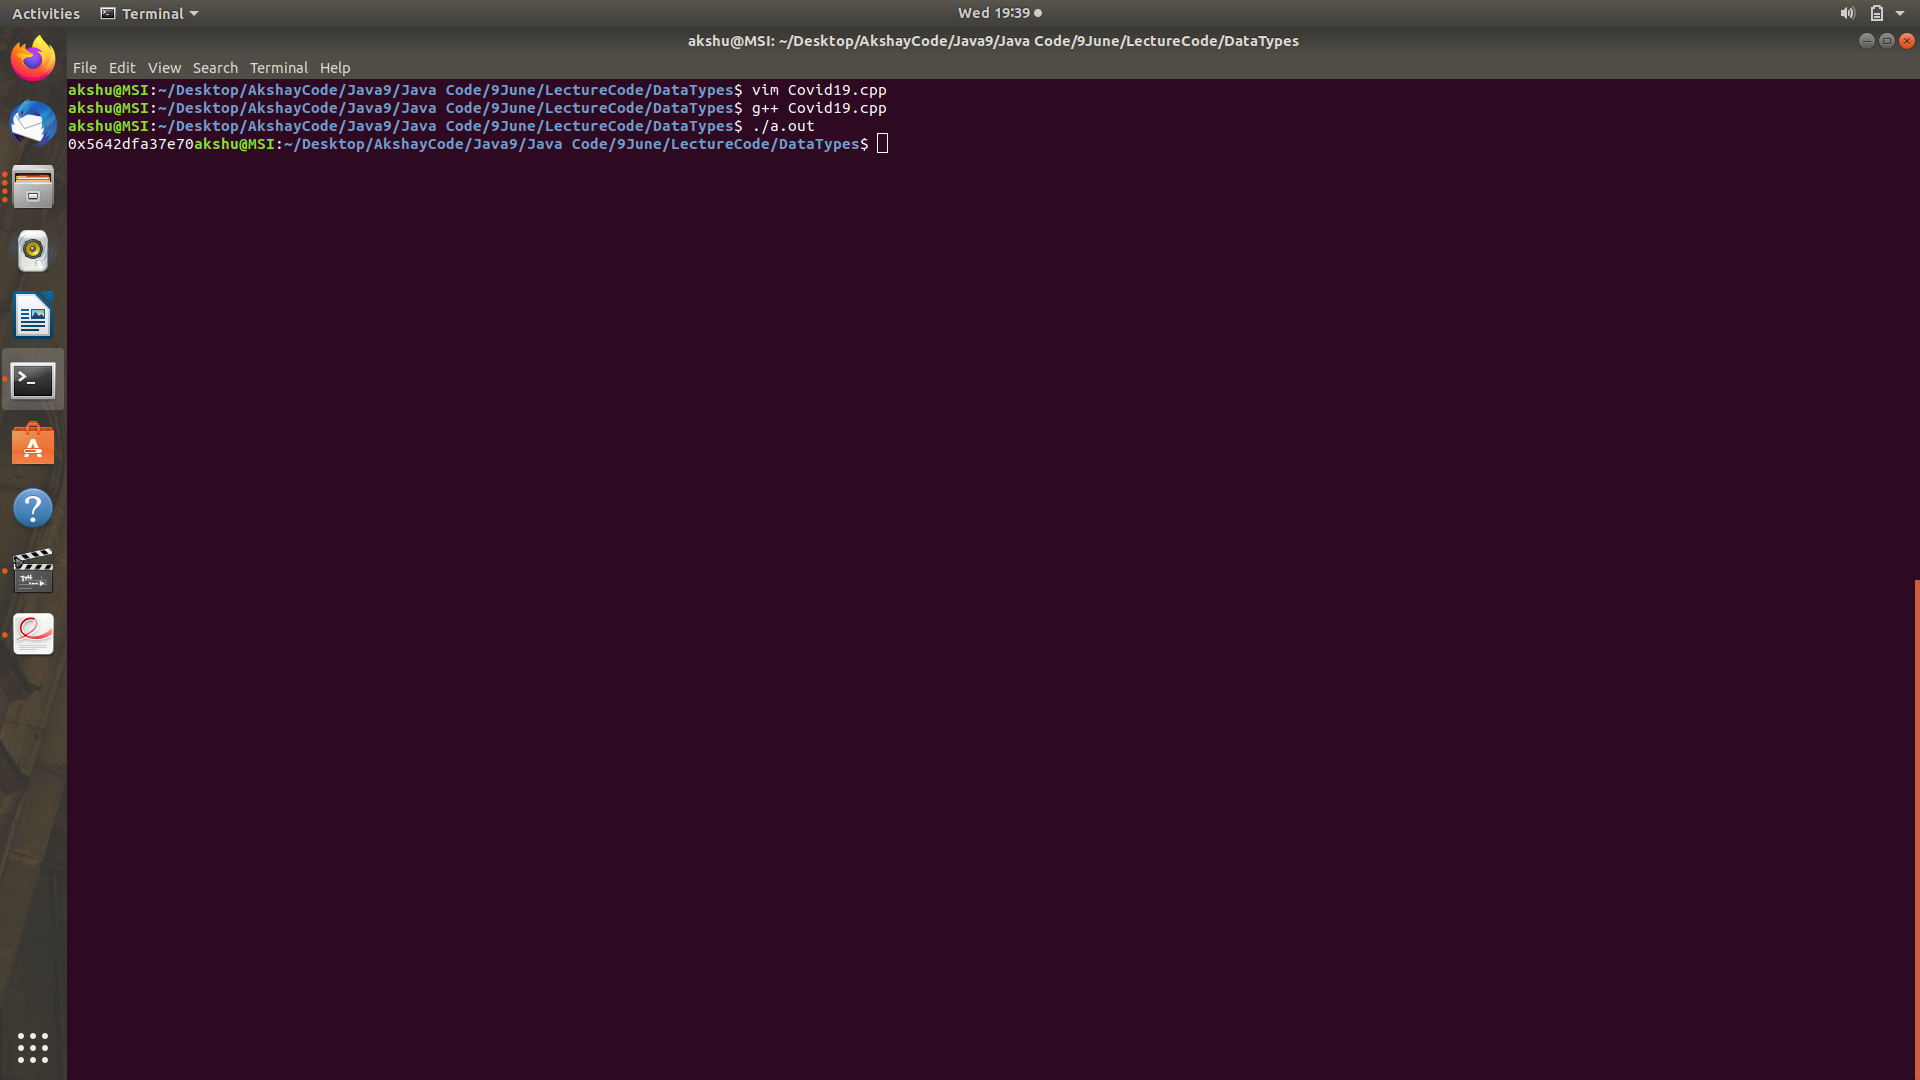 Activities Terminal Wed 19:39
akshu@MSI: ~/Desktop/AkshayCode/Java9/Java Code/9June/LectureCode/DataTypes
File Edit View Search Terminal Help
akshu@MSI:~/Desktop/AkshayCode/Java9/Java Code/9June/LectureCode/DataTypes$ vim Covid19.cpp
akshu@MSI:~/Desktop/AkshayCode/Java9/Java Code/9June/LectureCode/DataTypes$ g++ Covid19.cpp
akshu@MSI:~/Desktop/AkshayCode/Java9/Java Code/9June/LectureCode/DataTypes$ ./a.out
0x5642dfa37e70akshu@MSI:~/Desktop/AkshayCode/Java9/Java Code/9June/LectureCode/DataTypes$